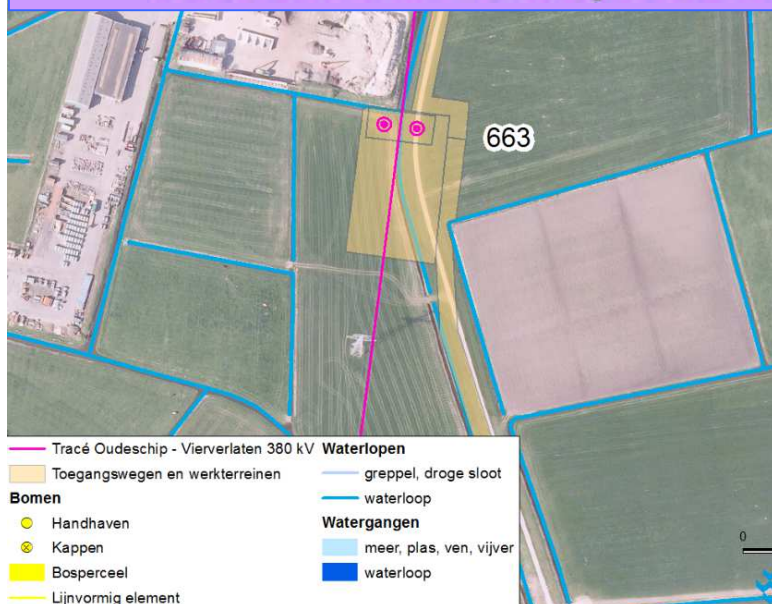 663
Tracé Oudeschip - Vierverlaten 380 kV
Toegangswegen en werkterreinen
Bomen
Handhaven
Kappen
Bosperceel
Lijnvormig element
Waterlopen
greppel, droge sloot
waterloop
Watergangen
meer, plas, ven, vijver
waterloop
0